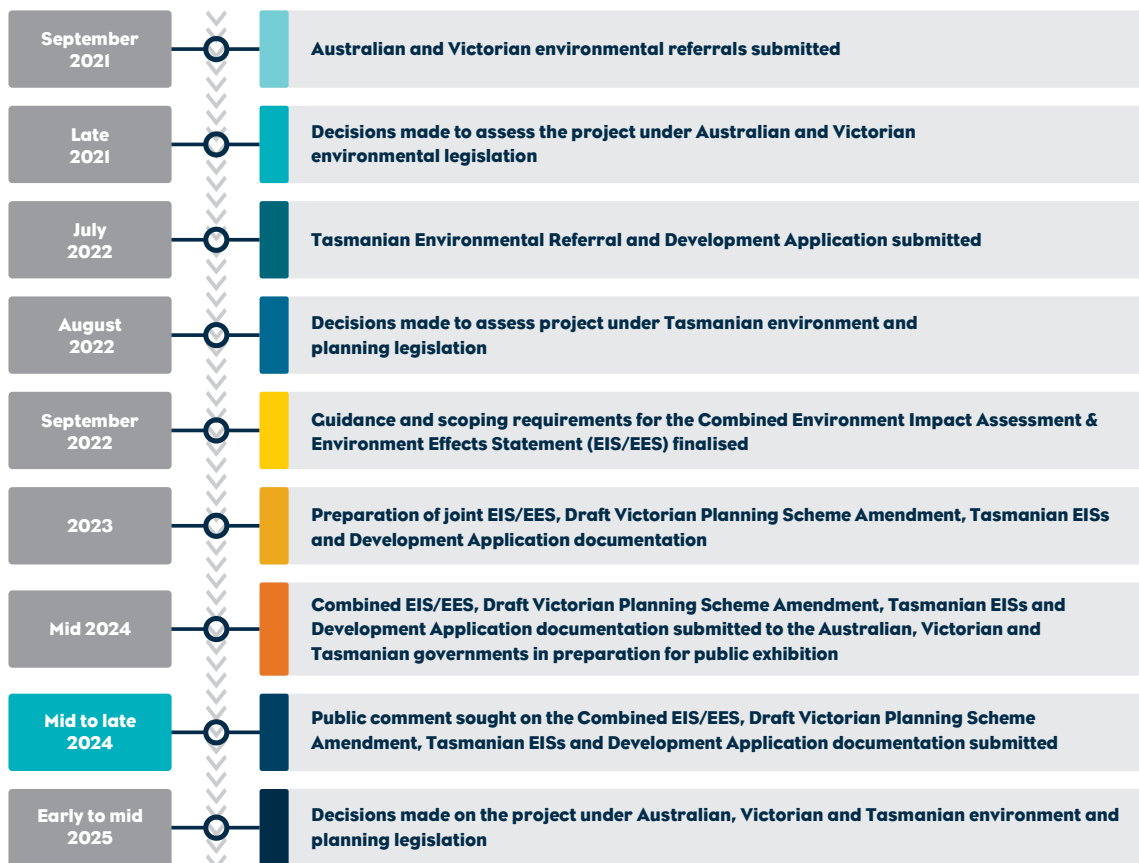 September
2021
Australian and Victorian environmental referrals submitted
Late
2021
Decisions made to assess the project under Australian and Victorian
environmental legislation
July
2022
Tasmanian Environmental Referral and Development Application submitted
August
2022
Decisions made to assess project under Tasmanian environment and
planning legislation
September
2022
Guidance and scoping requirements for the Combined Environment Impact Assessment &
Environment Effects Statement (EIS/EES) finalised
2023
Preparation of joint EIS/EES, Draft Victorian Planning Scheme Amendment, Tasmanian EISs
and Development Application documentation
Mid 2024
Combined EIS/EES, Draft Victorian Planning Scheme Amendment, Tasmanian EISs and
Development Application documentation submitted to the Australian, Victorian and
Tasmanian governments in preparation for public exhibition
Mid to late
2024
Public comment sought on the Combined EIS/EES, Draft Victorian Planning Scheme
Amendment, Tasmanian EISs and Development Application documentation submitted
Early to mid
2025
Decisions made on the project under Australian, Victorian and Tasmanian environment and
planning legislation